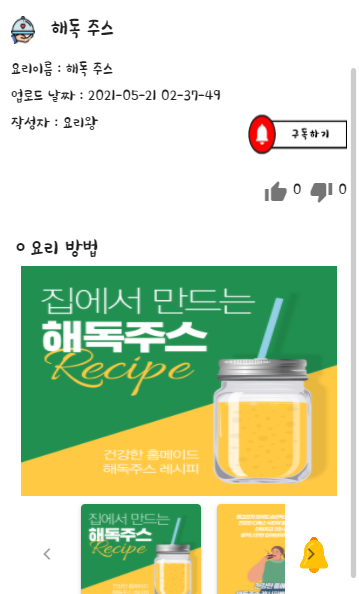 해독 주스
요리이름 : 해독 주스
업로드 날짜 : 2021-05-21 02-37-49
작성자 : 요리왕
구독하기
0 0
요리 방법
집에서 만드는
해독주스
Recipe
건강한 홈메이드
해독주스 레시피
집에서 만드는
해독주스
Recipe